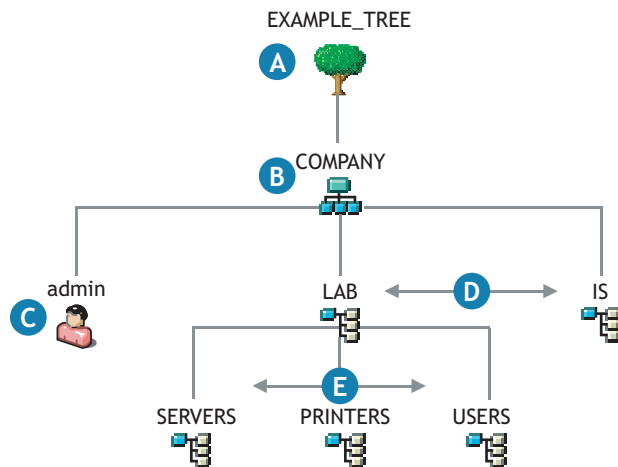 EXAMPLE_TREE
A
COMPANY
B
admin
LAB
D
IS
C
E
SERVERS
PRINTERS
USERS